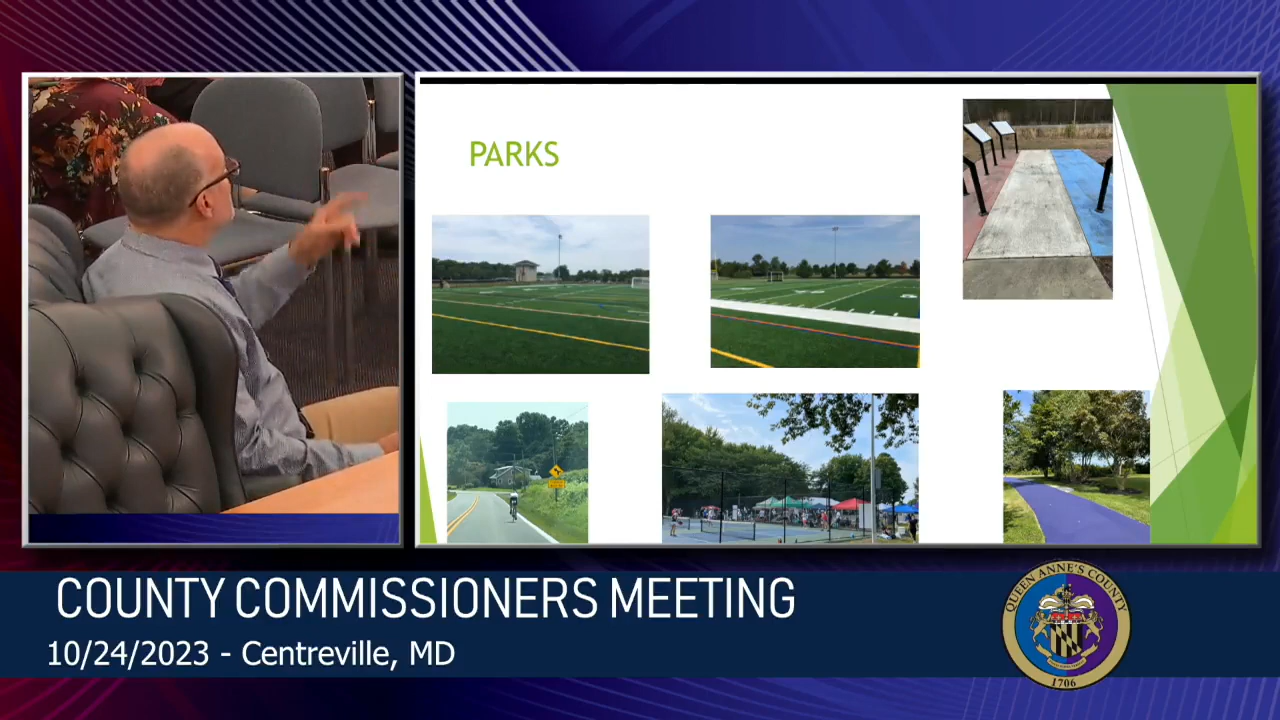 PARKS
COUNTY COMMISSIONERS MEETING
10/24/2023 - Centreville, MD
QUEEN ANNE'S COUNTY
1706